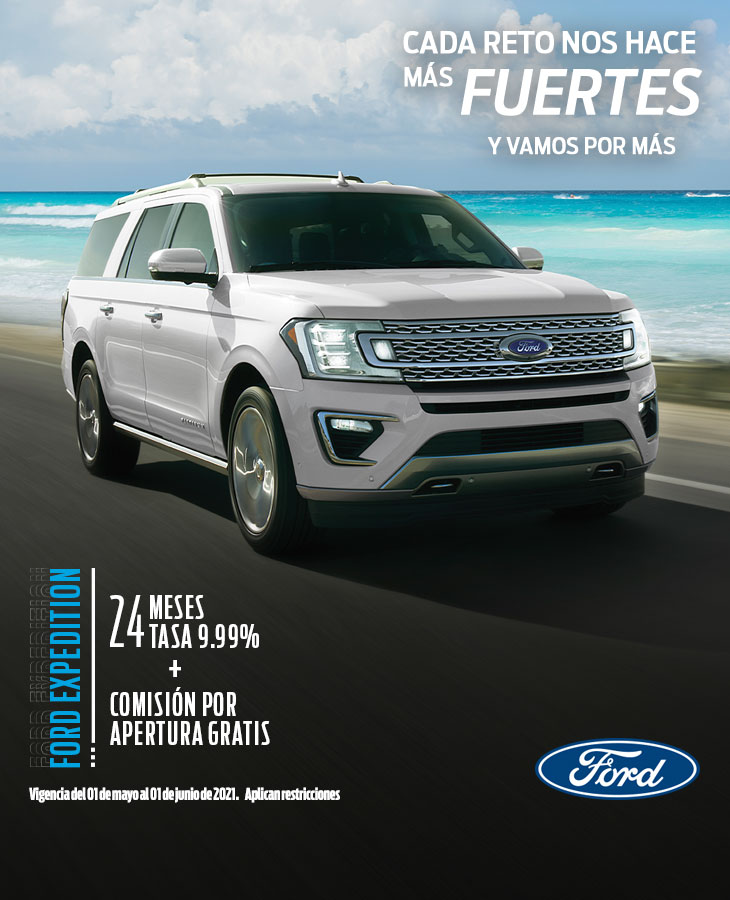 CADA RETO NOS HACE
MÁS FUERTES
Y VAMOS POR MÁS
Ford
FORD EXPEDITION
24 MESES
TASA 9.99%
+
COMISIÓN POR
APERTURA GRATIS
Ford
Vigencia del 01 de mayo al 01 de junio de 2021. Aplican restricciones